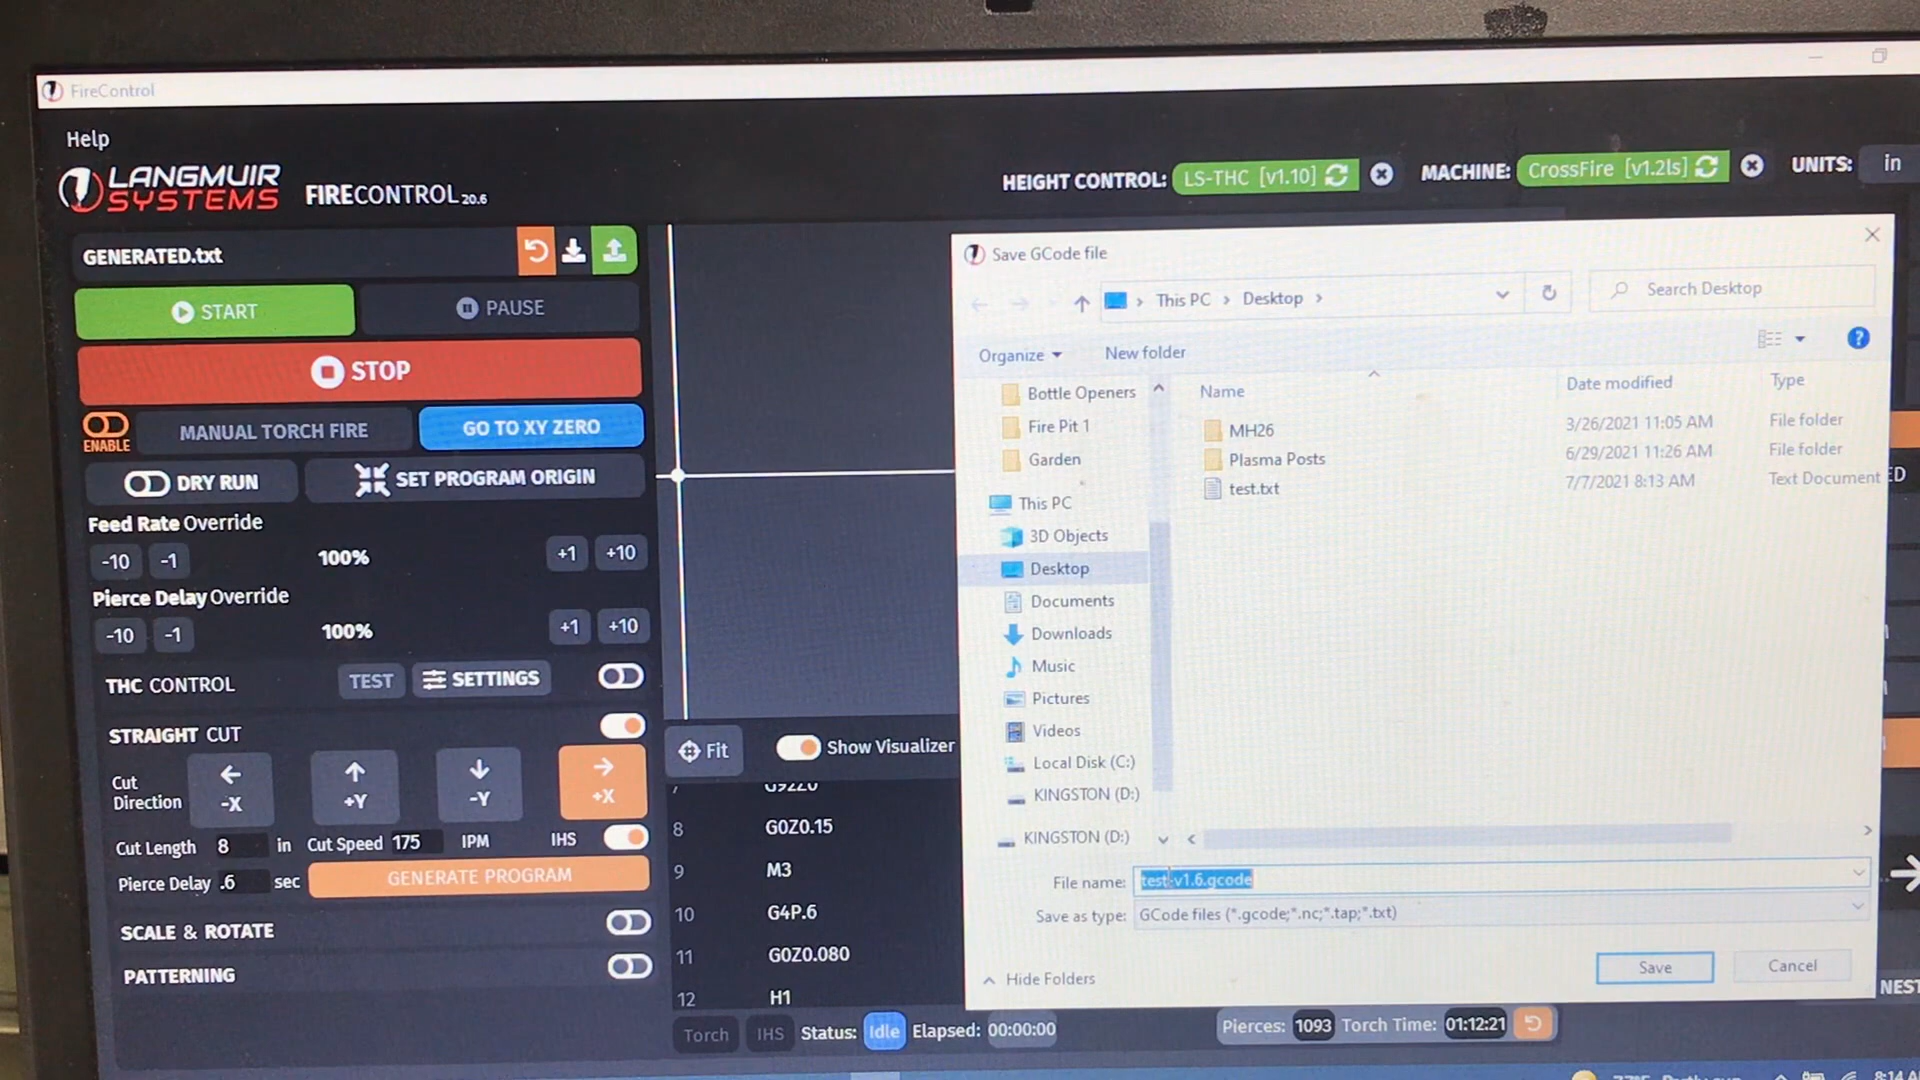 FireControl
Help
LANGMUIR
SYSTEMS
FIRECONTROL 20.6
HEIGHT CONTROL: LS-THC [v1.10] MACHINE: CrossFire [v1.2ls] UNITS: in
GENERATED.txt
START
PAUSE
STOP
ENABLE
MANUAL TORCH FIRE
GO TO XY ZERO
DRY RUN
SET PROGRAM ORIGIN
Feed Rate Override
-10 -1 100% +1 +10
Pierce Delay Override
-10 -1 100% +1 +10
THC CONTROL TEST SETTINGS
STRAIGHT CUT
Cut
Direction
-X
+Y
-Y
+X
Cut Length 8 in Cut Speed 175 IPM IHS
Pierce Delay .6 sec GENERATE PROGRAM
SCALE & ROTATE
PATTERNING
Fit
Show Visualizer
7 G92Z0
8 G0Z0.15
9 M3
10 G4P.6
11 G0Z0.080
12 H1
Torch IHS Status: Idle Elapsed: 00:00:00
Pierces: 1093 Torch Time: 01:12:21
Save GCode file
This PC › Desktop ›
Search Desktop
Organize
New folder
Bottle Openers
Fire Pit 1
Garden
This PC
3D Objects
Desktop
Documents
Downloads
Music
Pictures
Videos
Local Disk (C:)
KINGSTON (D:)
KINGSTON (D:)
Name Date modified Type
MH26 3/26/2021 11:05 AM File folder
Plasma Posts 6/29/2021 11:26 AM File folder
test.txt 7/7/2021 8:13 AM Text Document
File name: test-v1.6.gcode
Save as type: GCode files (*.gcode;*.nc;*.tap;*.txt)
Hide Folders
Save
Cancel
ED
NEST
77°F Partly sun
8:14 A